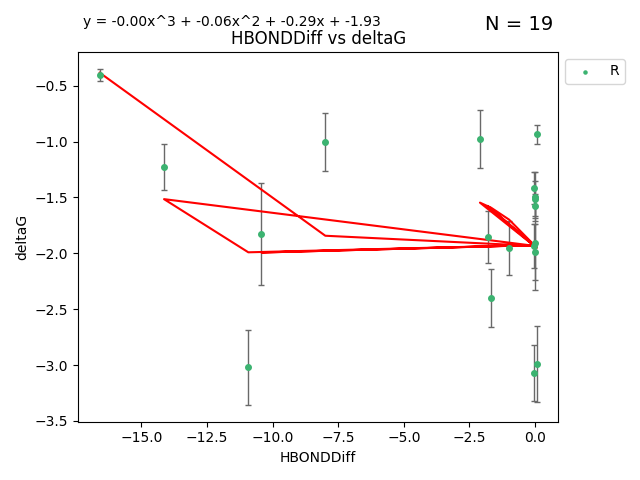 y = -0.00x^3 + -0.06x^2 + -0.29x + -1.93
N = 19
HBONDDiff vs deltaG
R
−0.5
−1.0
−1.5
−2.0
−2.5
−3.0
−3.5
deltaG
−15.0 −12.5 −10.0 −7.5 −5.0 −2.5 0.0
HBONDDiff